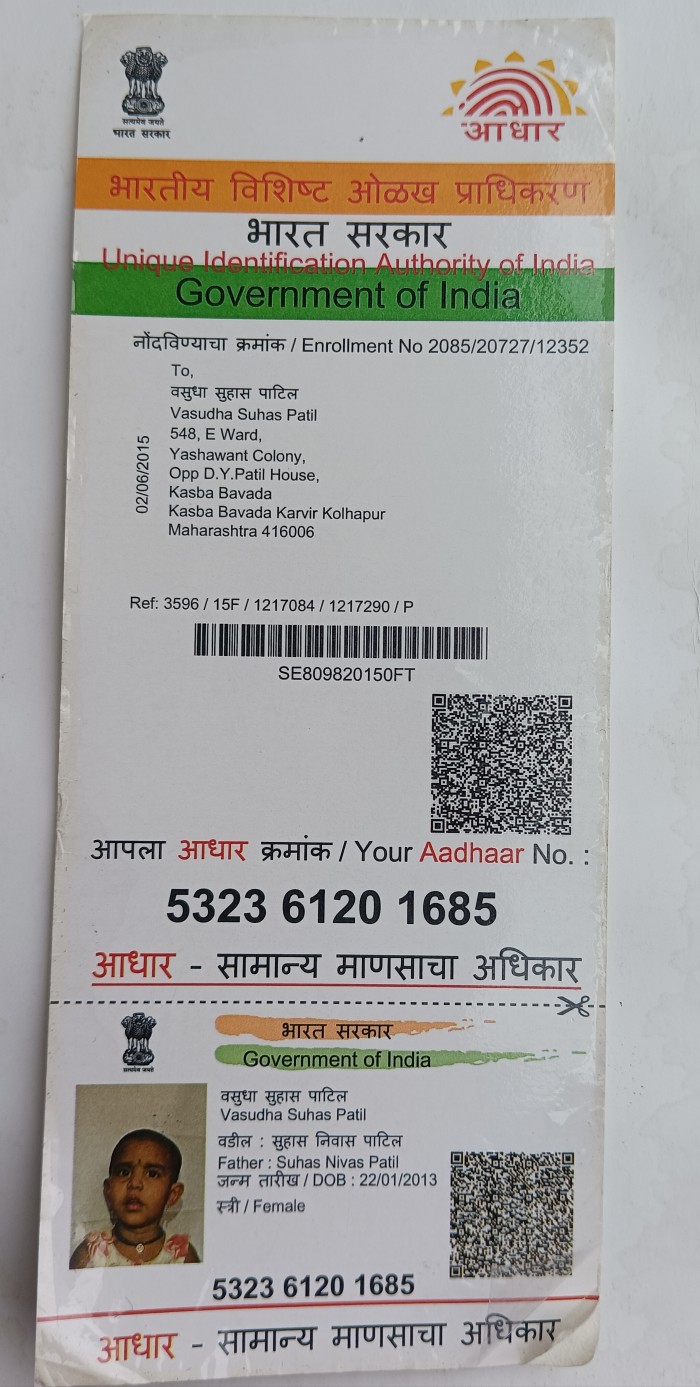 सत्यमेव जयते
भारत सरकार
आधार
भारतीय विशिष्ट ओळख प्राधिकरण
भारत सरकार
Unique Identification Authority of India
Government of India
नोंदविण्याचा क्रमांक / Enrollment No 2085/20727/12352
To,
वसुधा सुहास पाटिल
Vasudha Suhas Patil
548, E Ward,
Yashawant Colony,
Opp D.Y.Patil House,
Kasba Bavada
Kasba Bavada Karvir Kolhapur
Maharashtra 416006
02/06/2015
Ref: 3596 / 15F / 1217084 / 1217290 / P
SE809820150FT
आपला आधार क्रमांक / Your Aadhaar No. :
5323 6120 1685
आधार - सामान्य माणसाचा अधिकार
सत्यमेव जयते
भारत सरकार
Government of India
वसुधा सुहास पाटिल
Vasudha Suhas Patil
वडील : सुहास निवास पाटिल
Father : Suhas Nivas Patil
जन्म तारीख / DOB : 22/01/2013
स्त्री / Female
5323 6120 1685
आधार - सामान्य माणसाचा अधिकार